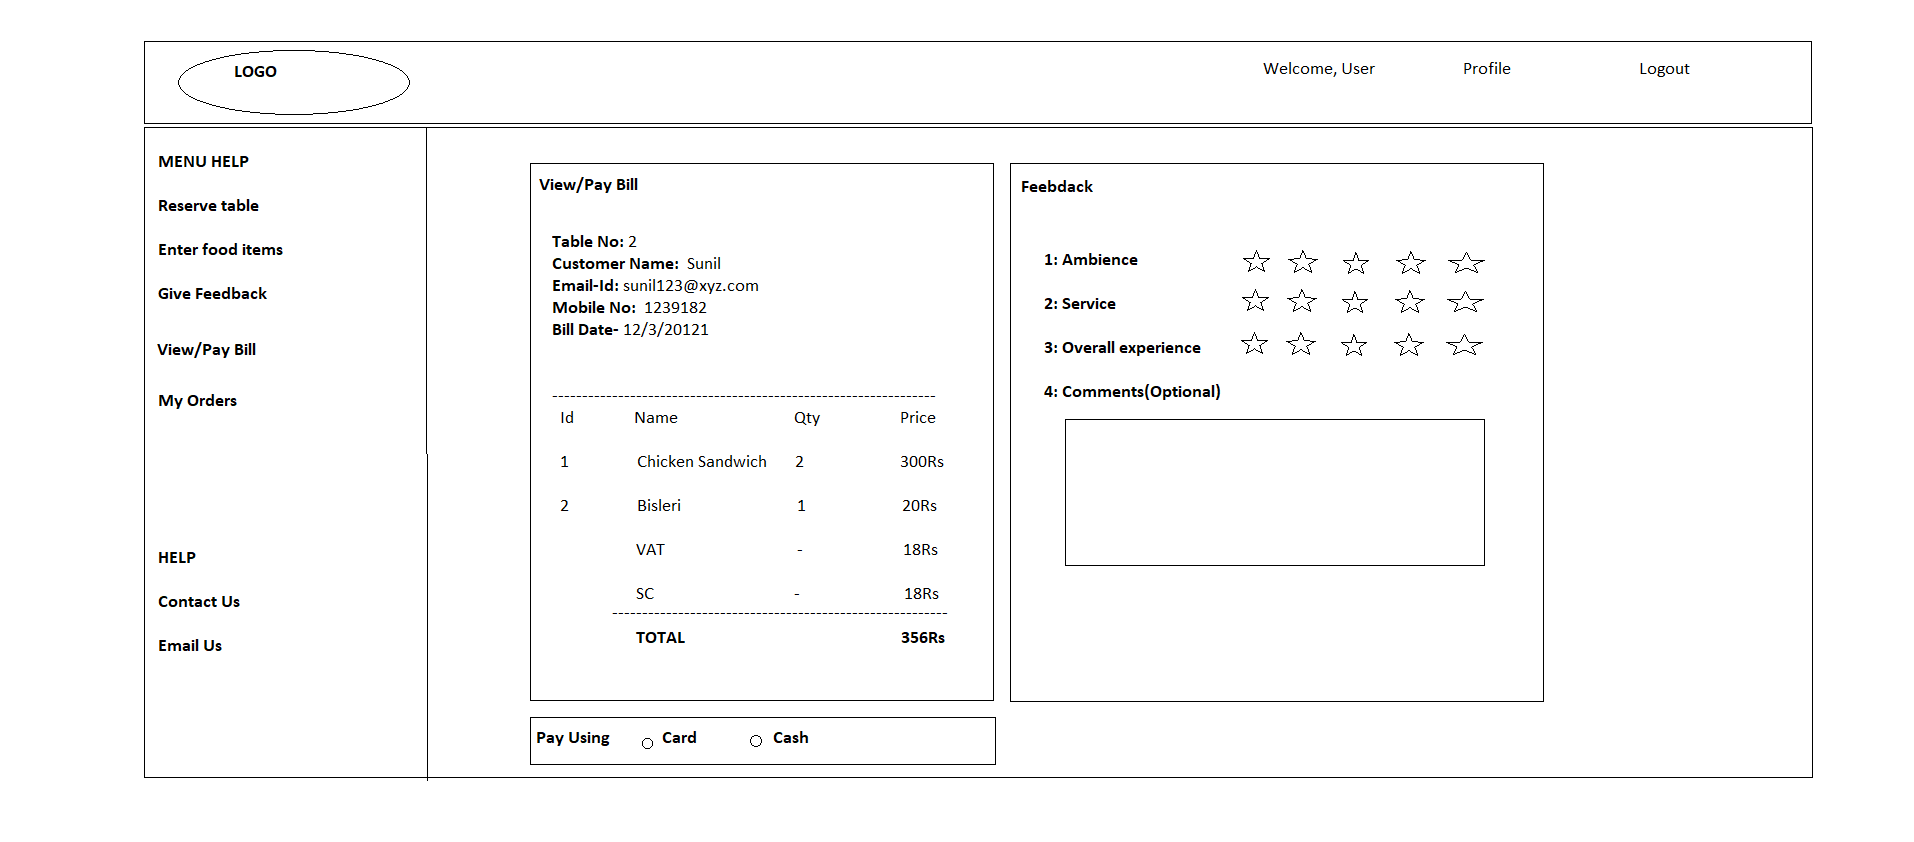 LOGO
Welcome, User Profile Logout
MENU HELP
Reserve table
Enter food items
Give Feedback
View/Pay Bill
My Orders
HELP
Contact Us
Email Us
View/Pay Bill
Table No: 2
Customer Name: Sunil
Email-Id: sunil123@xyz.com
Mobile No: 1239182
Bill Date- 12/3/20121
Id Name Qty Price
1 Chicken Sandwich 2 300Rs
2 Bisleri 1 20Rs
VAT - 18Rs
SC - 18Rs
TOTAL 356Rs
Pay Using Card Cash
Feebdack
1: Ambience
2: Service
3: Overall experience
4: Comments(Optional)